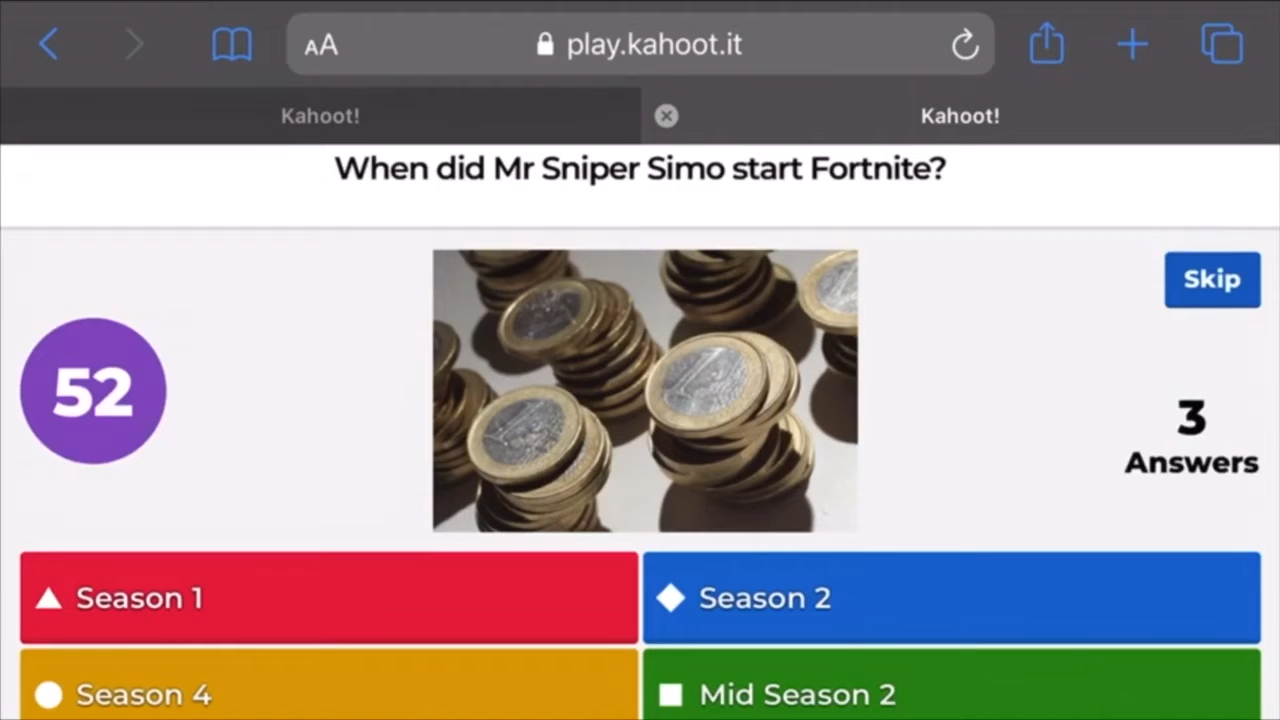 AA play.kahoot.it
Kahoot! Kahoot!
When did Mr Sniper Simo start Fortnite?
Skip
52
3
Answers
Season 1
Season 2
Season 4
Mid Season 2